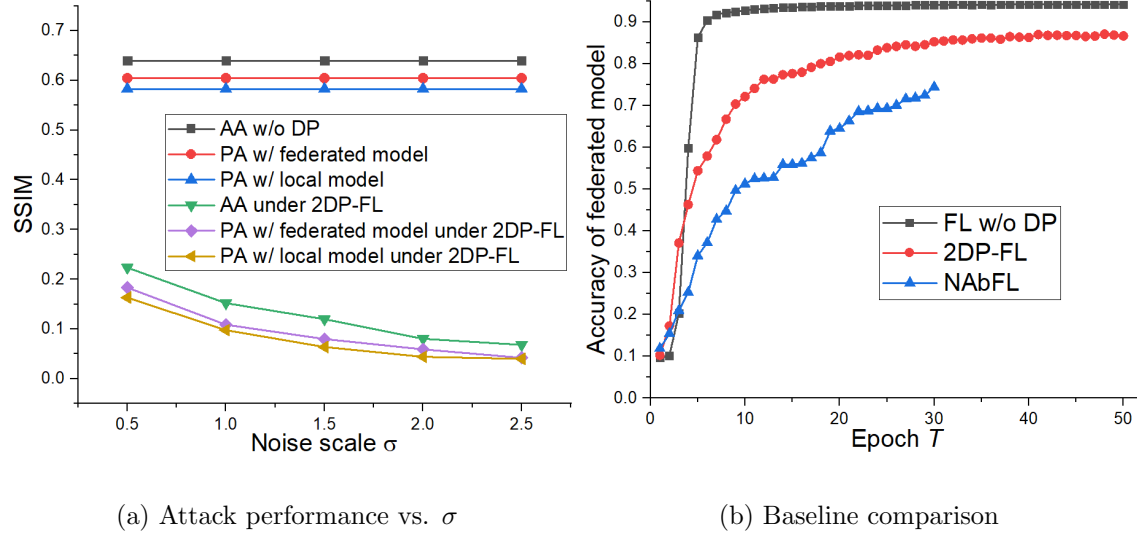 0.7
0.6
0.5
0.4
0.3
0.2
0.1
0.0
SSIM
AA w/o DP
PA w/ federated model
PA w/ local model
AA under 2DP-FL
PA w/ federated model under 2DP-FL
PA w/ local model under 2DP-FL
0.5 1.0 1.5 2.0 2.5
Noise scale σ
(a) Attack performance vs. σ
0.9
0.8
0.7
0.6
0.5
0.4
0.3
0.2
0.1
0.0
Accuracy of federated model
FL w/o DP
2DP-FL
NAbFL
0 10 20 30 40 50
Epoch T
(b) Baseline comparison